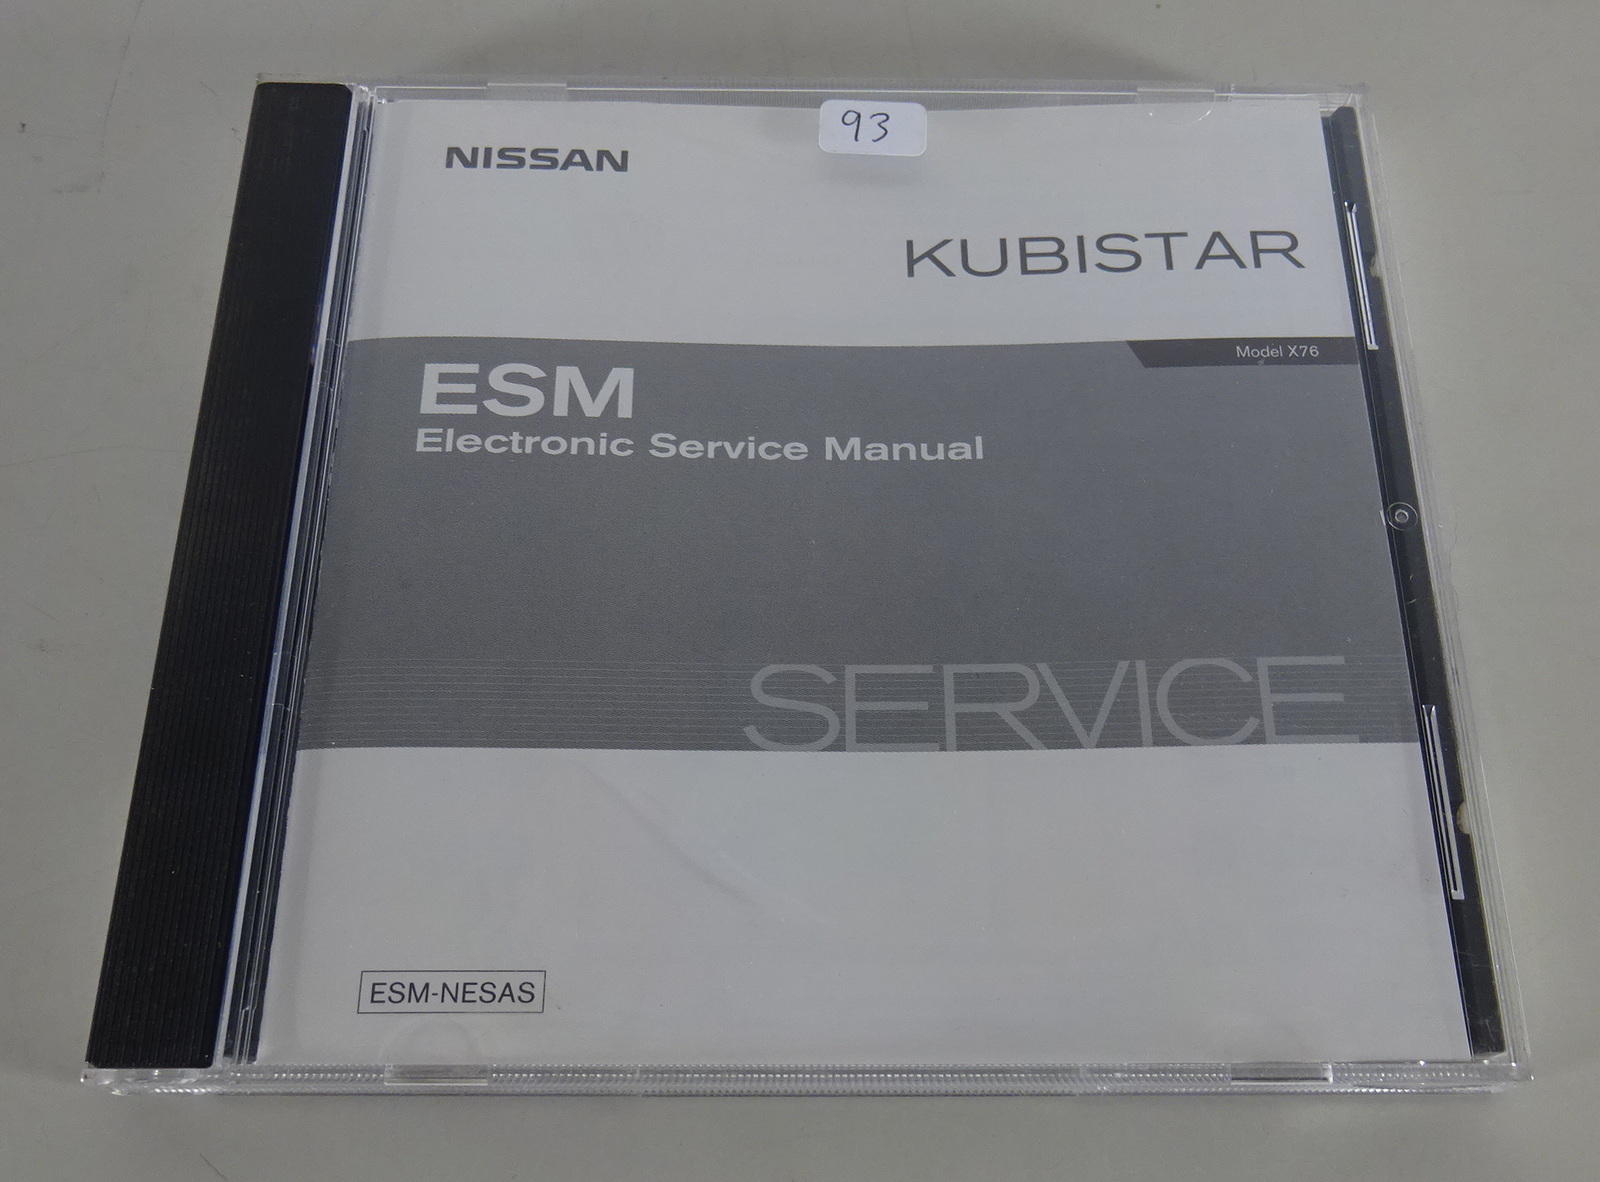 93
NISSAN
KUBISTAR
Model X76
ESM
Electronic Service Manual
SERVICE
ESM-NESAS